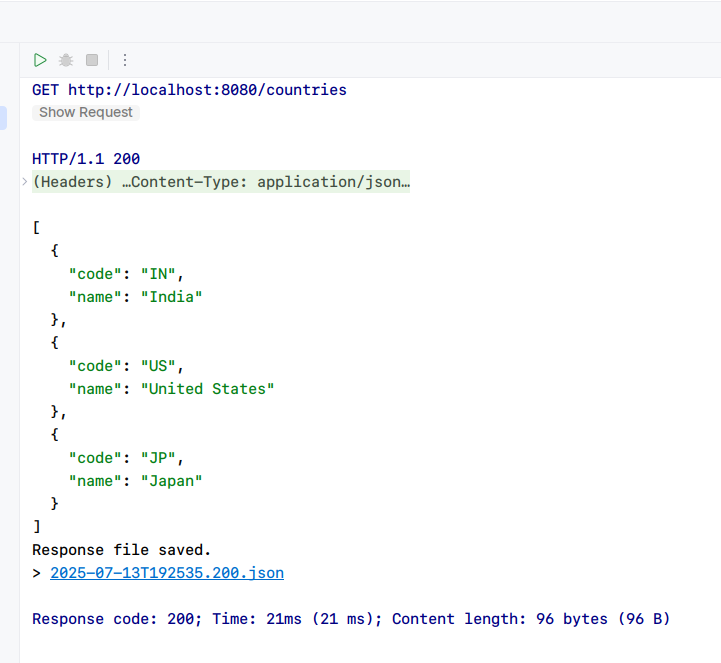 GET http://localhost:8080/countries
Show Request
HTTP/1.1 200
(Headers) …Content-Type: application/json…
[
  {
    "code": "IN",
    "name": "India"
  },
  {
    "code": "US",
    "name": "United States"
  },
  {
    "code": "JP",
    "name": "Japan"
  }
]
Response file saved.
> 2025-07-13T192535.200.json
Response code: 200; Time: 21ms (21 ms); Content length: 96 bytes (96 B)